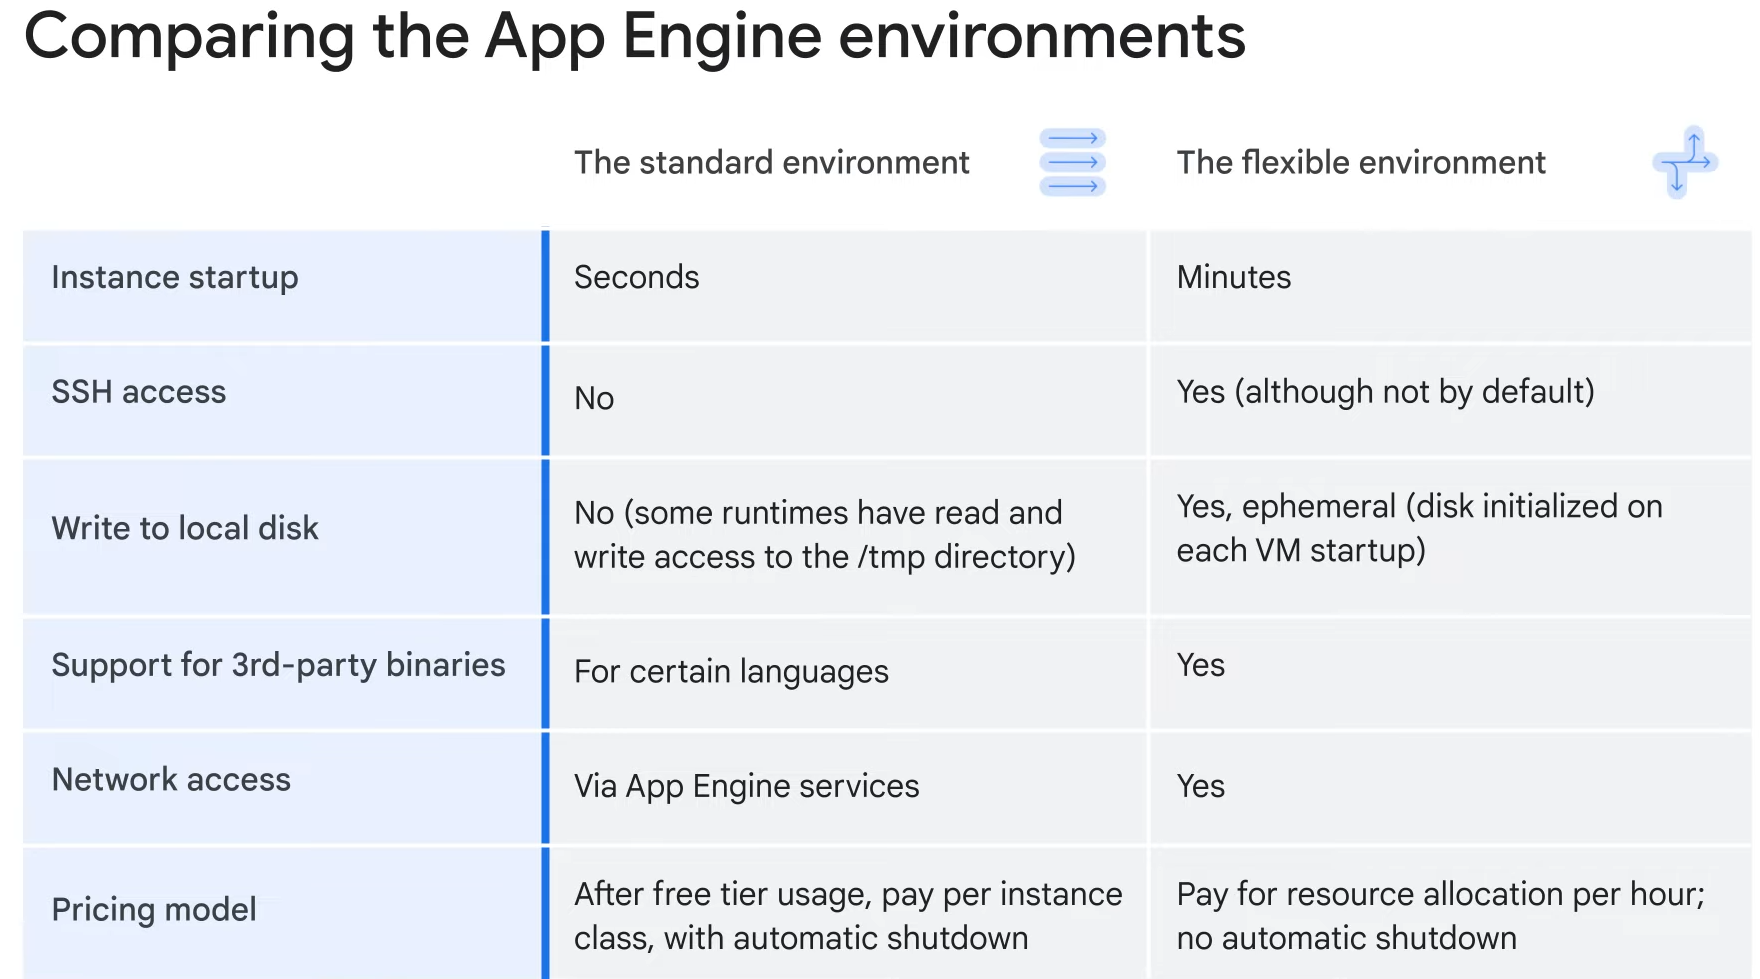 Comparing the App Engine environments
The standard environment
The flexible environment
Instance startup
Seconds
Minutes
SSH access
No
Yes (although not by default)
Write to local disk
No (some runtimes have read and
write access to the /tmp directory)
Yes, ephemeral (disk initialized on
each VM startup)
Support for 3rd-party binaries
For certain languages
Yes
Network access
Via App Engine services
Yes
Pricing model
After free tier usage, pay per instance
class, with automatic shutdown
Pay for resource allocation per hour;
no automatic shutdown